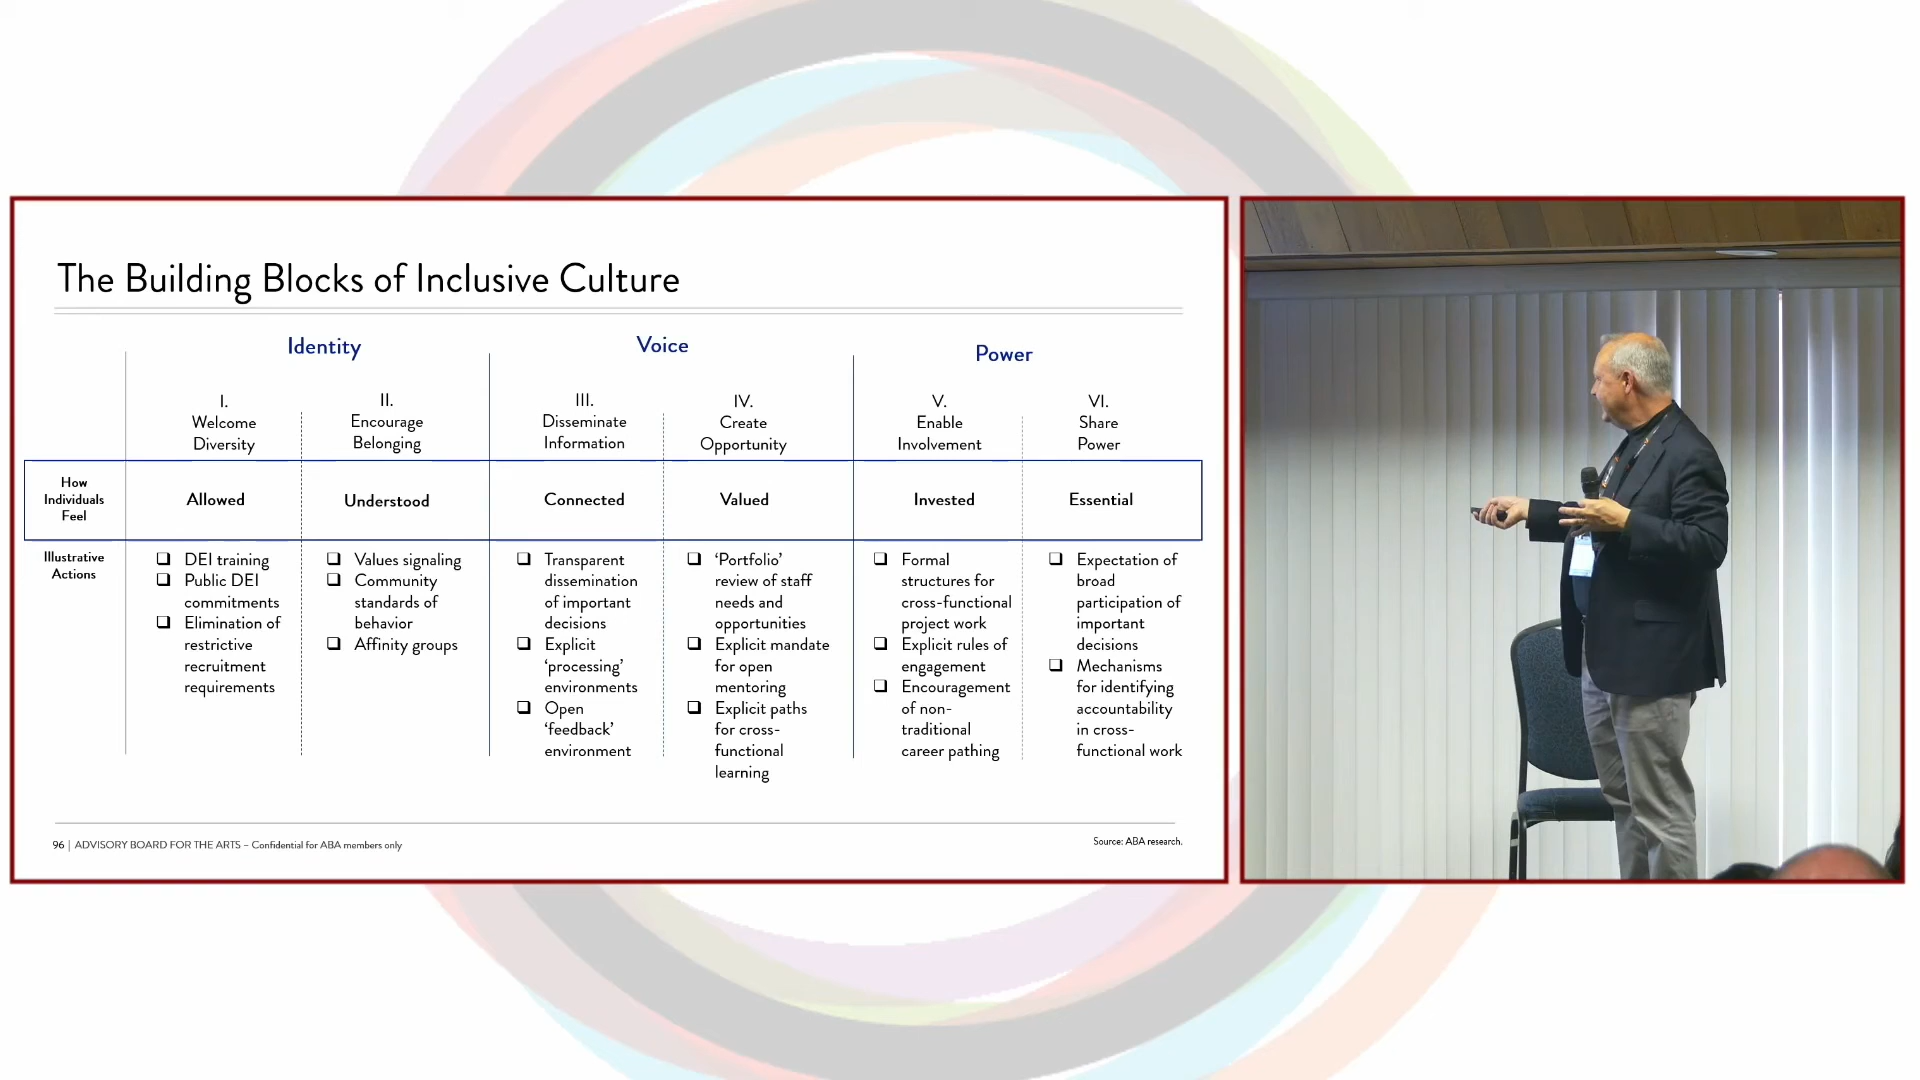 The Building Blocks of Inclusive Culture
Identity
Voice
Power
I.
Welcome
Diversity
II.
Encourage
Belonging
III.
Disseminate
Information
IV.
Create
Opportunity
V.
Enable
Involvement
VI.
Share
Power
How
Individuals
Feel
Allowed
Understood
Connected
Valued
Invested
Essential
Illustrative
Actions
DEI training
Public DEI
commitments
Elimination of
restrictive
recruitment
requirements
Values signaling
Community
standards of
behavior
Affinity groups
Transparent
dissemination
of important
decisions
Explicit
‘processing’
environments
Open
‘feedback’
environment
‘Portfolio’
review of staff
needs and
opportunities
Explicit mandate
for open
mentoring
Explicit paths
for cross-
functional
learning
Formal
structures for
cross-functional
project work
Explicit rules of
engagement
Encouragement
of non-
traditional
career pathing
Expectation of
broad
participation of
important
decisions
Mechanisms
for identifying
accountability
in cross-
functional work
96 | ADVISORY BOARD FOR THE ARTS – Confidential for ABA members only
Source: ABA research.